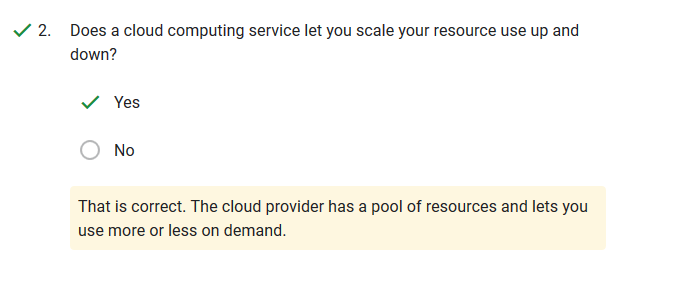 2. Does a cloud computing service let you scale your resource use up and
down?
Yes
No
That is correct. The cloud provider has a pool of resources and lets you
use more or less on demand.